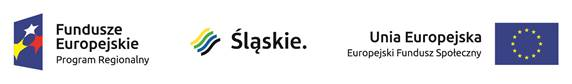 Fundusze
Europejskie
Program Regionalny
Śląskie.
Unia Europejska
Europejski Fundusz Społeczny